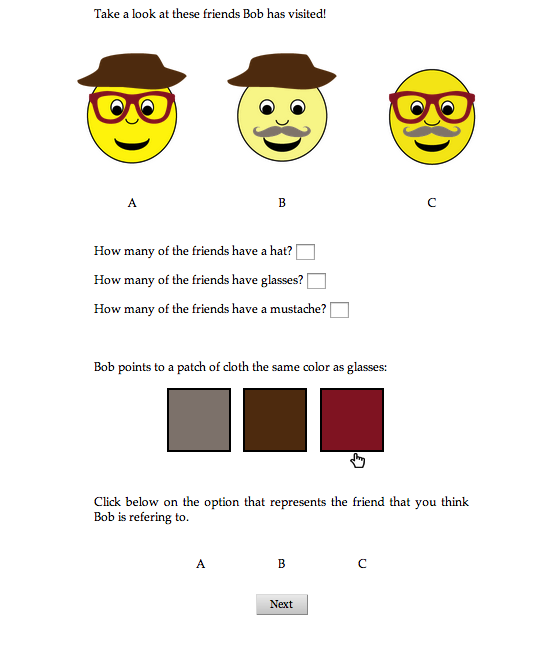 Take a look at these friends Bob has visited!
A B C
How many of the friends have a hat?
How many of the friends have glasses?
How many of the friends have a mustache?
Bob points to a patch of cloth the same color as glasses:
Click below on the option that represents the friend that you think
Bob is refering to.
A B C
Next